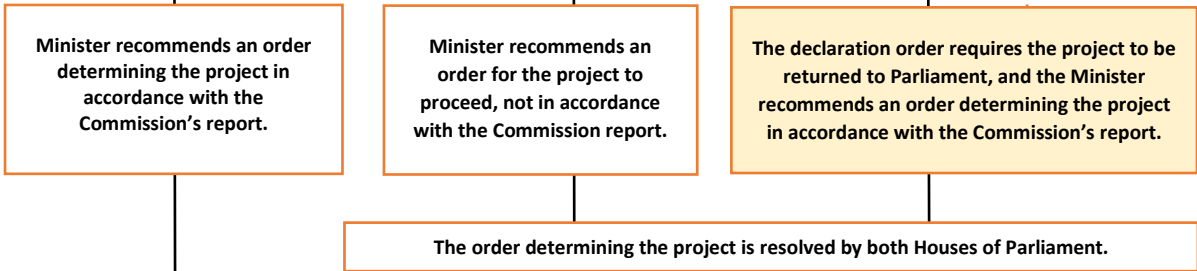 Minister recommends an order
determining the project in
accordance with the
Commission’s report.
Minister recommends an
order for the project to
proceed, not in accordance
with the Commission report.
The declaration order requires the project to be
returned to Parliament, and the Minister
recommends an order determining the project
in accordance with the Commission’s report.
The order determining the project is resolved by both Houses of Parliament.